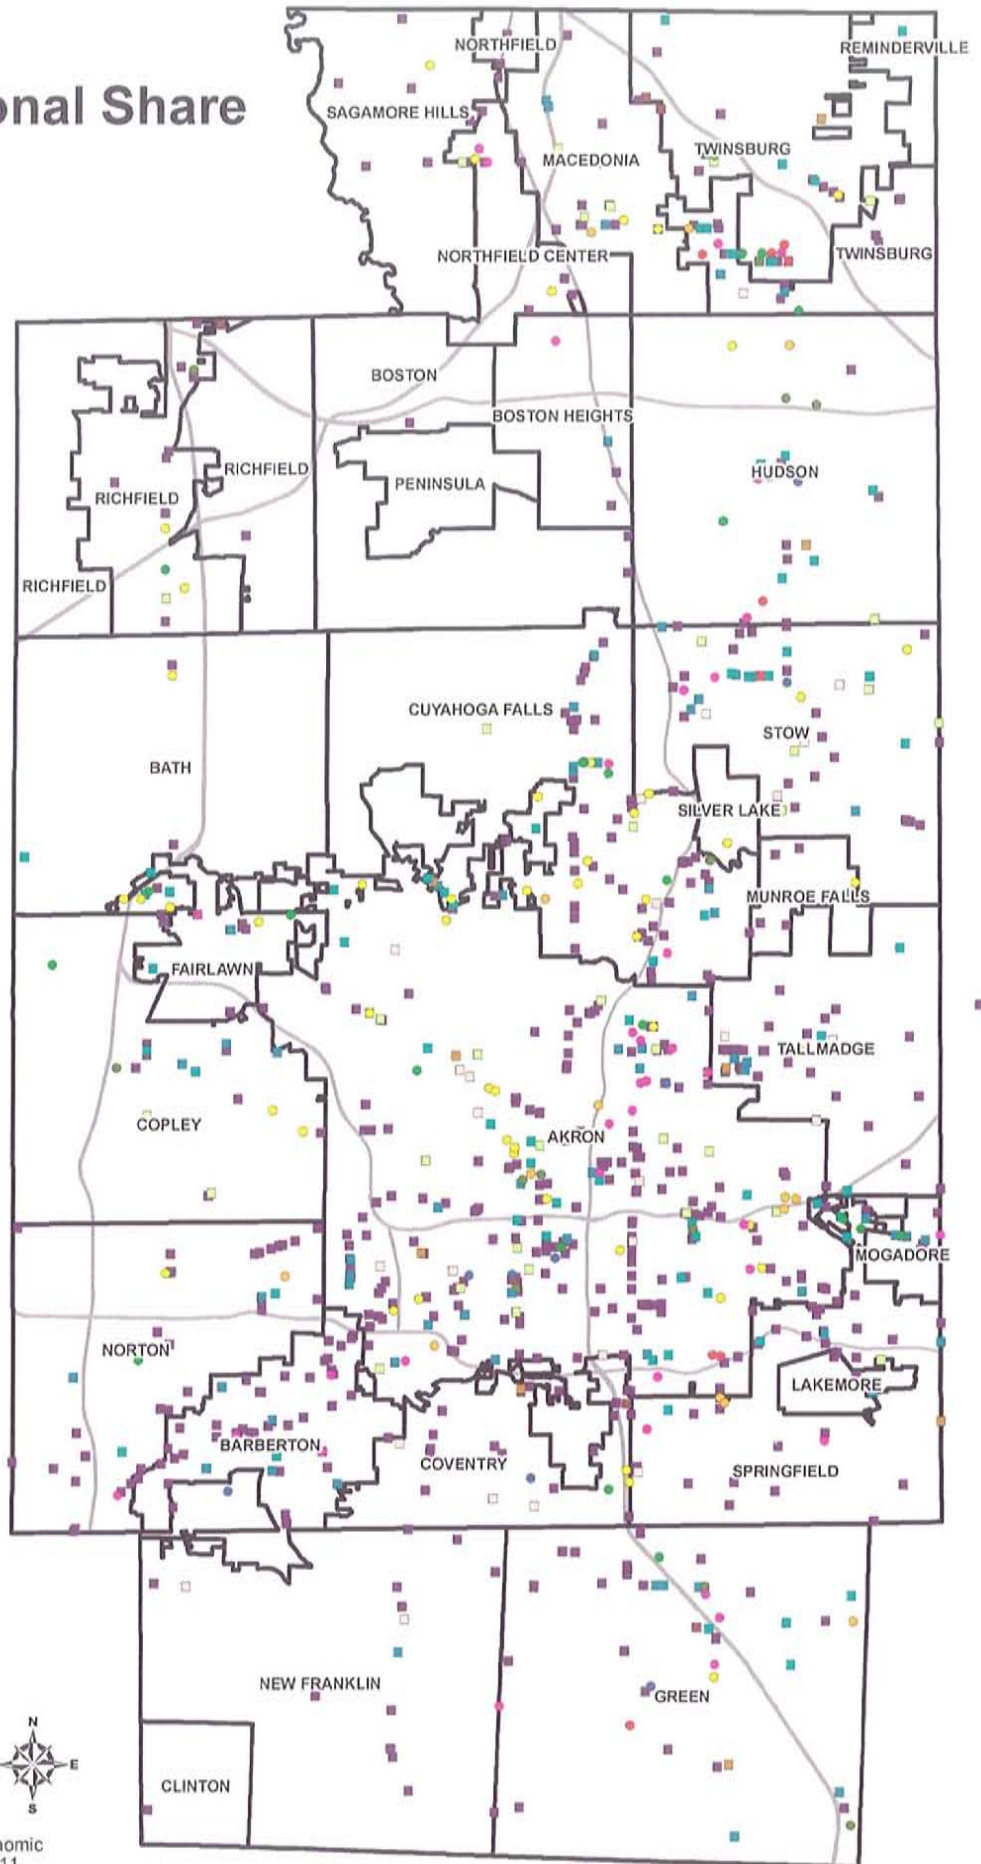 onal Share
NORTHFIELD
REMINDERVILLE
SAGAMORE HILLS
TWINSBURG
MACEDONIA
TWINSBURG
NORTHFIELD CENTER
BOSTON
BOSTON HEIGHTS
RICHFIELD
HUDSON
PENINSULA
RICHFIELD
RICHFIELD
CUYAHOGA FALLS
STOW
BATH
SILVER LAKE
MUNROE FALLS
FAIRLAWN
TALLMADGE
COPLEY
AKRON
MOGADORE
NORTON
LAKEMORE
BARBERTON
COVENTRY
SPRINGFIELD
NEW FRANKLIN
GREEN
N
E
S
CLINTON
nomic
11